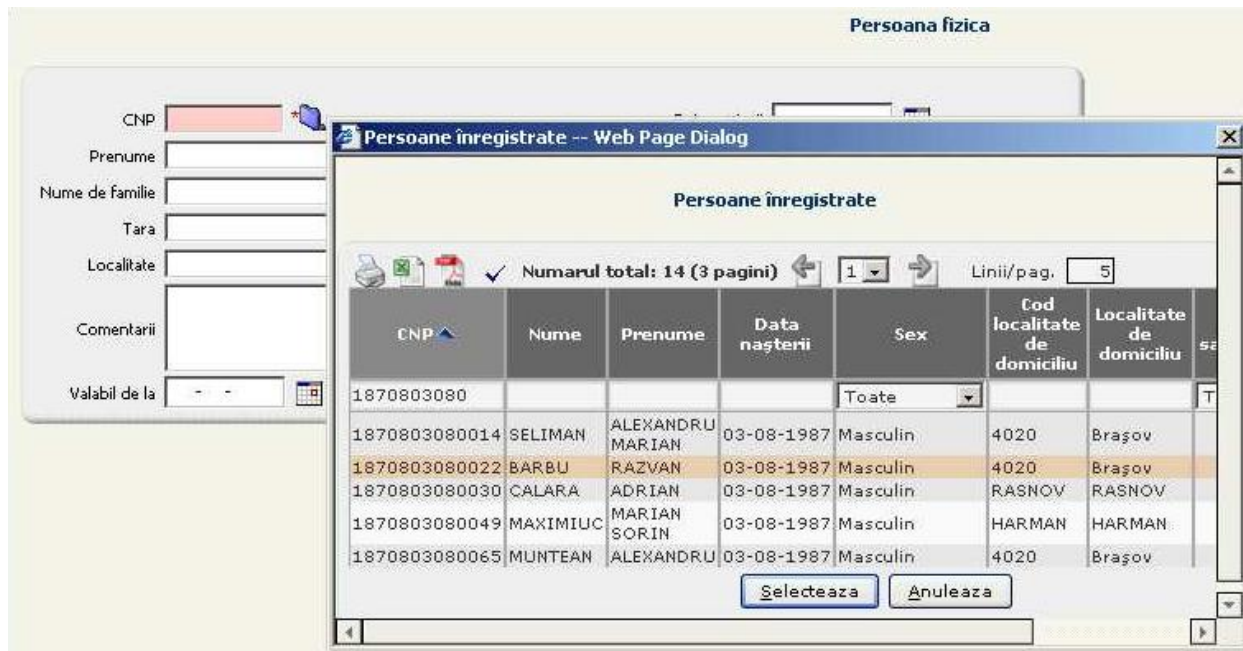 Persoana fizica
CNP
*
Prenume
Nume de familie
Tara
Localitate
Comentarii
Valabil de la - -
Persoane înregistrate -- Web Page Dialog
Persoane înregistrate
Numarul total: 14 (3 pagini) 1 Linii/pag. 5
CNP Nume Prenume Data naşterii Sex Cod localitate de domiciliu Localitate de domiciliu
1870803080 Toate T
1870803080014 SELIMAN ALEXANDRU MARIAN 03-08-1987 Masculin 4020 Braşov
1870803080022 BARBU RAZVAN 03-08-1987 Masculin 4020 Braşov
1870803080030 CALARA ADRIAN 03-08-1987 Masculin RASNOV RASNOV
1870803080049 MAXIMIUC MARIAN SORIN 03-08-1987 Masculin HARMAN HARMAN
1870803080065 MUNTEAN ALEXANDRU 03-08-1987 Masculin 4020 Braşov
Selecteaza Anuleaza